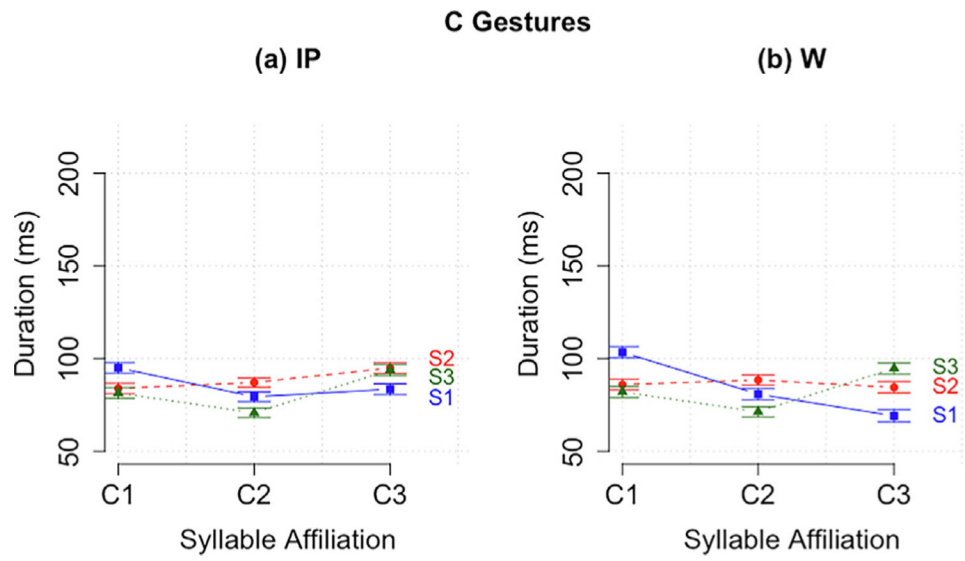 C Gestures
(a) IP
Duration (ms)
200
150
100
50
S2
S3
S1
C1 C2 C3
Syllable Affiliation
(b) W
Duration (ms)
200
150
100
50
S3
S2
S1
C1 C2 C3
Syllable Affiliation